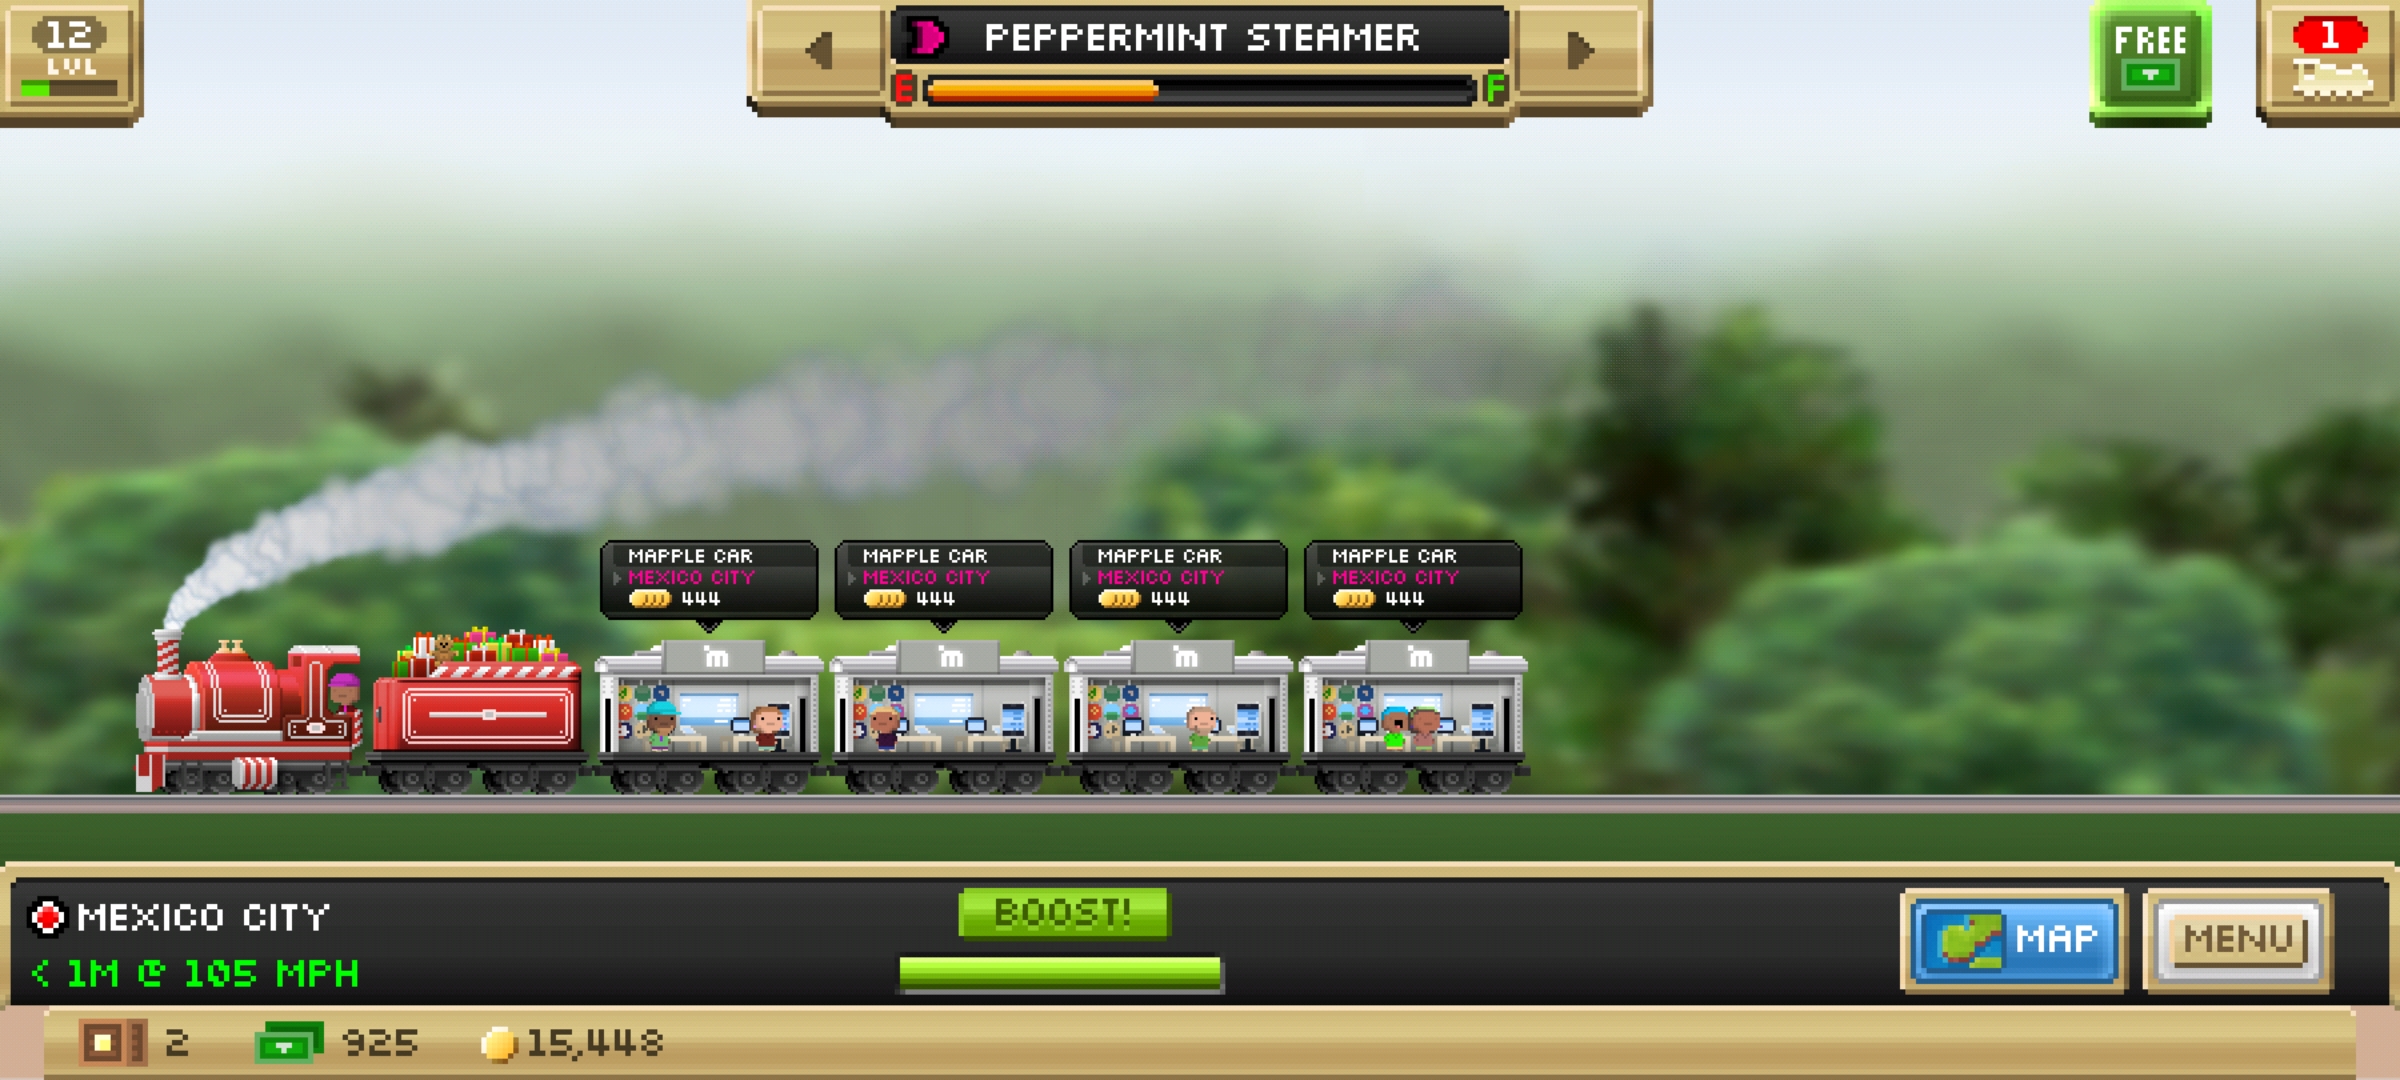 12
LVL
PEPPERMINT STEAMER
E F
FREE
1
MAPPLE CAR
MEXICO CITY
444
MAPPLE CAR
MEXICO CITY
444
MAPPLE CAR
MEXICO CITY
444
MAPPLE CAR
MEXICO CITY
444
m
m
m
m
MEXICO CITY
< 1M @ 105 MPH
BOOST!
MAP
MENU
2
925
15,448